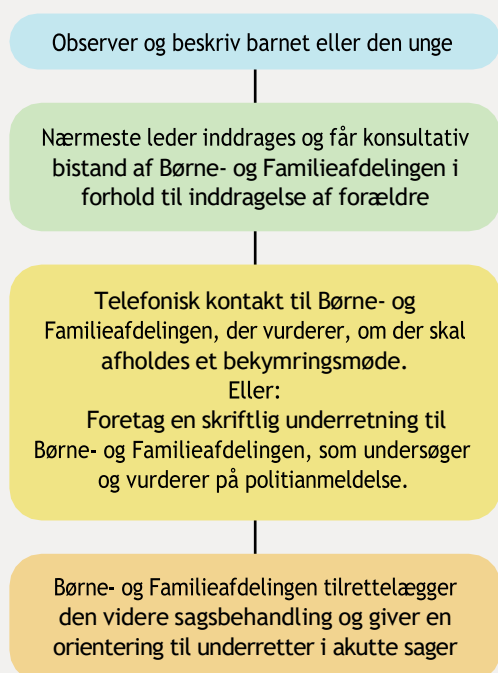 Observer og beskriv barnet eller den unge
Nærmeste leder inddrages og får konsultativ
bistand af Børne- og Familieafdelingen i
forhold til inddragelse af forældre
Telefonisk kontakt til Børne- og
Familieafdelingen, der vurderer, om der skal
afholdes et bekymringsmøde.
Eller:
Foretag en skriftlig underretning til
Børne- og Familieafdelingen, som undersøger
og vurderer på politianmeldelse.
Børne- og Familieafdelingen tilrettelægger
den videre sagsbehandling og giver en
orientering til underretter i akutte sager